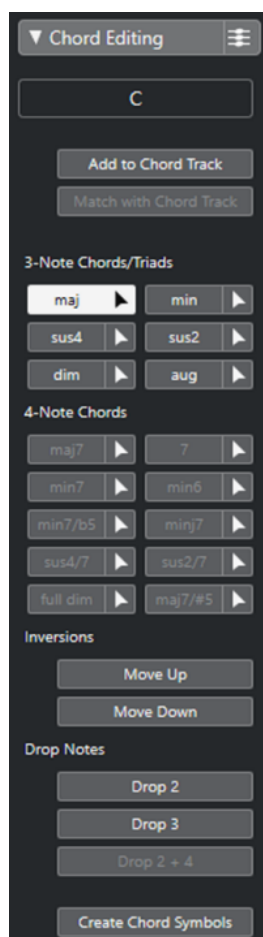 Chord Editing
C
Add to Chord Track
Match with Chord Track
3-Note Chords/Triads
maj min
sus4 sus2
dim aug
4-Note Chords
maj7 7
min7 min6
min7/b5 minj7
sus4/7 sus2/7
full dim maj7/#5
Inversions
Move Up
Move Down
Drop Notes
Drop 2
Drop 3
Drop 2 + 4
Create Chord Symbols